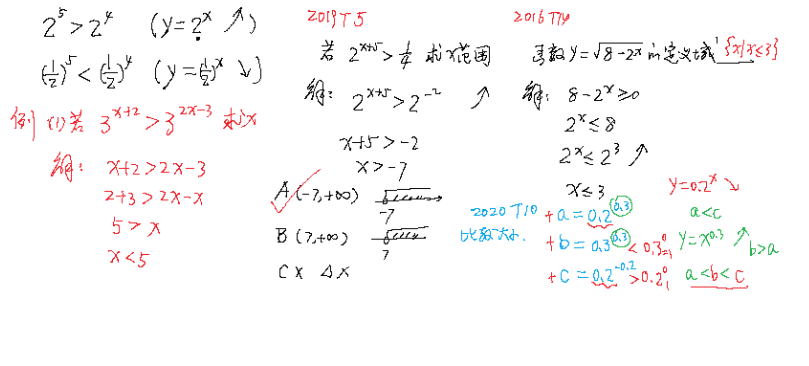 2^5 > 2^4 (y=2^x ↗)
(1/2)^5 < (1/2)^4 (y=(1/2)^x ↘)
例 (1) 若 3^{x+2} > 3^{2x-3} 求x
解: x+2 > 2x-3
2+3 > 2x-x
5 > x
x < 5
2019 T5
若 2^{x+5} > 1/4 求x范围
解: 2^{x+5} > 2^{-2} ↗
x+5 > -2
x > -7
A (-7,+∞) -7
B (7,+∞) 7
C × D ×
2016 T14
函数 y=√(8-2^x) 的定义域 {x|x≤3}
解: 8-2^x ≥ 0
2^x ≤ 8
2^x ≤ 2^3 ↗
x ≤ 3
2020 T10
比较大小
+ a = 0.2^{0.3}
+ b = 0.3^{0.3} < 0.3^0 =1
+ c = 0.2^{-0.2} > 0.2^0 1
y=0.2^x ↘
a<c
y=x^{0.3} ↗ b>a
a<b<c